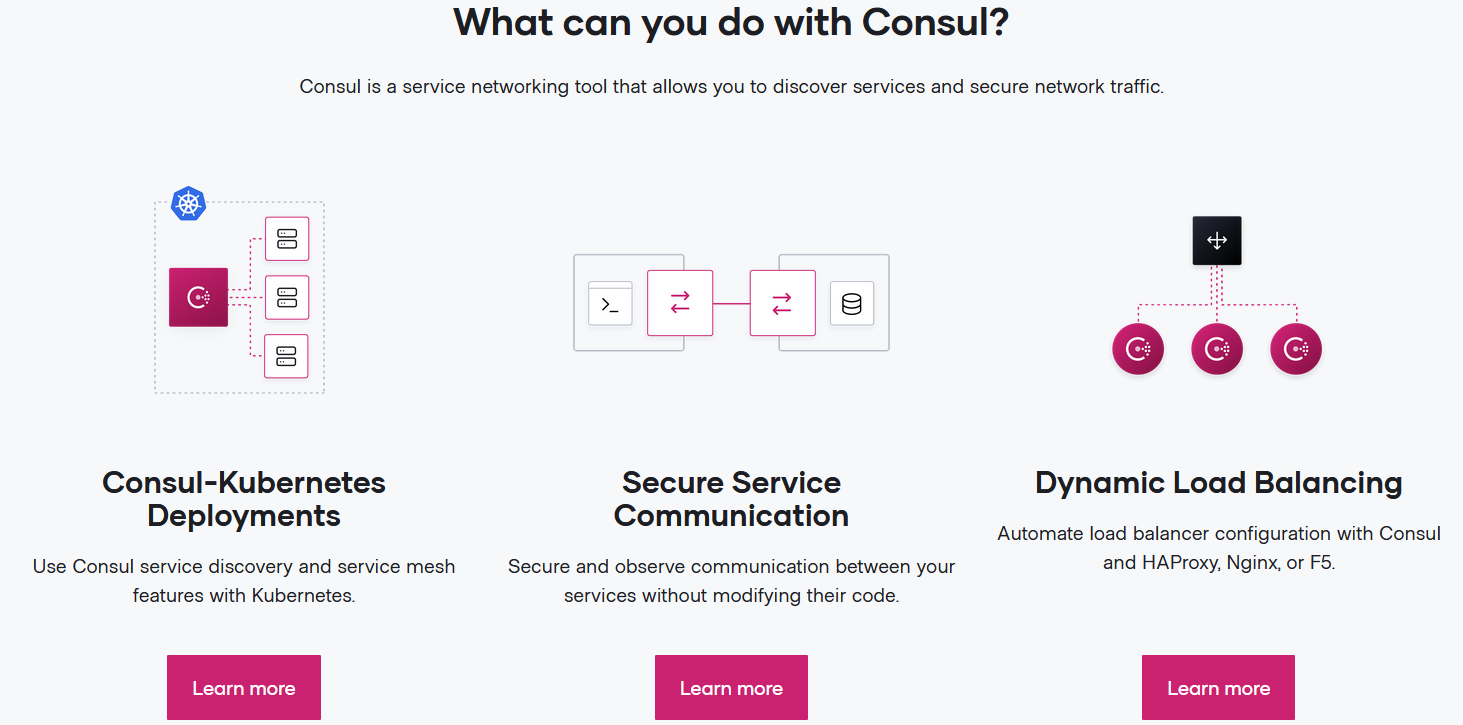 What can you do with Consul?
Consul is a service networking tool that allows you to discover services and secure network traffic.
Consul-Kubernetes
Deployments
Use Consul service discovery and service mesh
features with Kubernetes.
Learn more
Secure Service
Communication
Secure and observe communication between your
services without modifying their code.
Learn more
Dynamic Load Balancing
Automate load balancer configuration with Consul
and HAProxy, Nginx, or F5.
Learn more